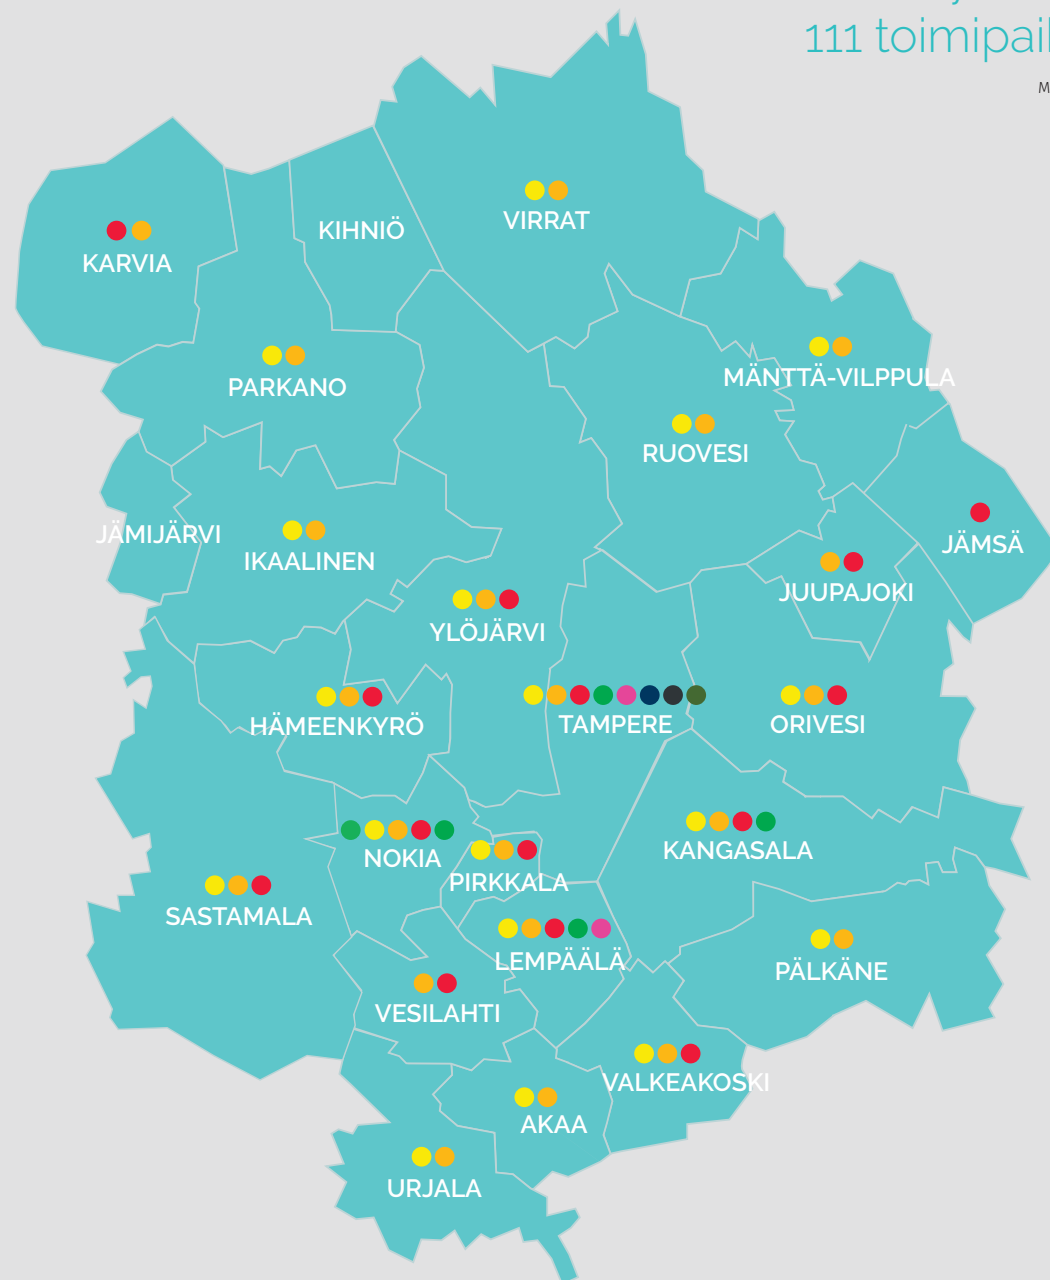 111
VIRRAT
KIHNIÖ
KARVIA
MÄNTTÄ-VILPPULA
PARKANO
RUOVESI
JÄMIJÄRVI
JÄMSÄ
IKAALINEN
JUUPAJOKI
YLÖJÄRVI
HÄMEENKYRÖ
TAMPERE
ORIVESI
KANGASALA
NOKIA
PIRKKALA
SASTAMALA
LEMPÄÄLÄ
PÄLKÄNE
VESILAHTI
VALKEAKOSKI
AKAA
URJALA